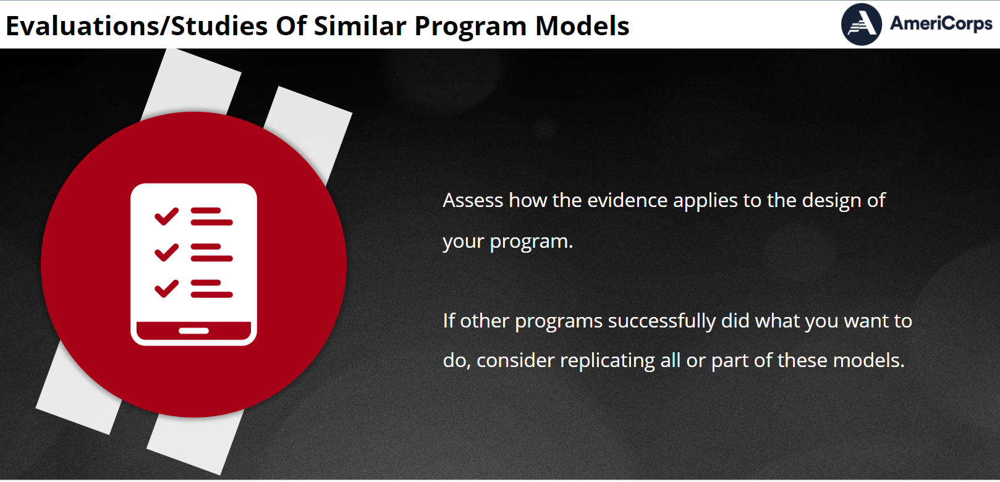 Evaluations/Studies Of Similar Program Models
AmeriCorps
Assess how the evidence applies to the design of
your program.
If other programs successfully did what you want to
do, consider replicating all or part of these models.